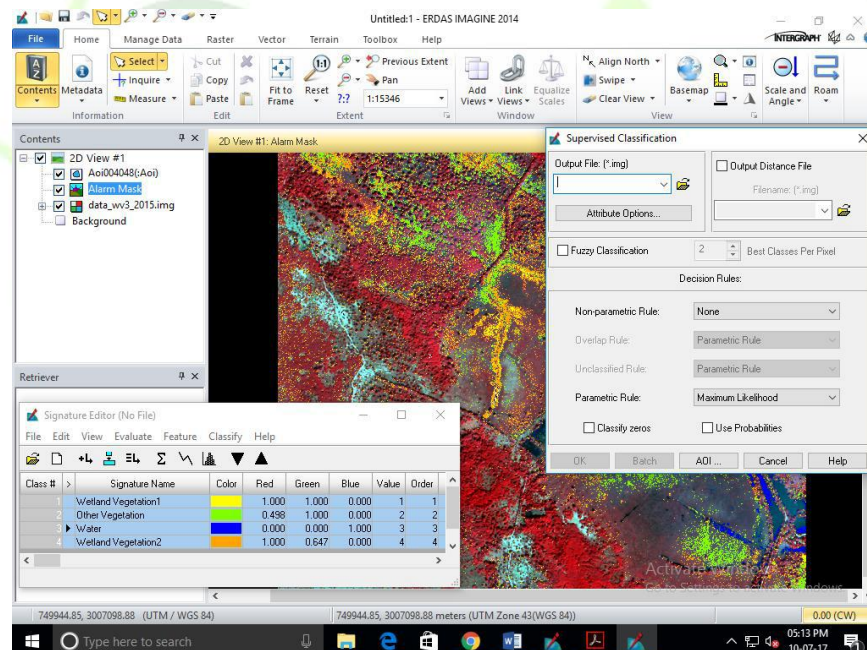 Untitled:1 - ERDAS IMAGINE 2014
File Home Manage Data Raster Vector Terrain Toolbox Help
INTERGRAPH
Contents Metadata
Select
Inquire
Measure
Information
Cut
Copy
Paste
Edit
Fit to Frame
Reset
1:1
?:?
Previous Extent
Pan
1:15346
Extent
Add Views
Link Views
Equalize Scales
Window
Align North
Swipe
Clear View
Basemap
View
Scale and Angle
Roam
Contents
2D View #1
Aoi004048(:Aoi)
Alarm Mask
data_wv3_2015.img
Background
Retriever
2D View #1: Alarm Mask
Supervised Classification
Output File: (*.img)
Attribute Options...
Output Distance File
Filename: (*.img)
Fuzzy Classification 2 Best Classes Per Pixel
Decision Rules:
Non-parametric Rule: None
Overlap Rule: Parametric Rule
Unclassified Rule: Parametric Rule
Parametric Rule: Maximum Likelihood
Classify zeros Use Probabilities
OK Batch AOI ... Cancel Help
Signature Editor (No File)
File Edit View Evaluate Feature Classify Help
Class # > Signature Name Color Red Green Blue Value Order
1 Wetland Vegetation1 1.000 1.000 0.000 1 1
2 Other Vegetation 0.498 1.000 0.000 2 2
3 Water 0.000 0.000 1.000 3 3
4 Wetland Vegetation2 1.000 0.647 0.000 4 4
Activate Windows
Go to Settings to activate Windows
749944.85, 3007098.88 (UTM / WGS 84)
749944.85, 3007098.88 meters (UTM Zone 43(WGS 84))
0.00 (CW)
Type here to search
05:13 PM
10-07-17